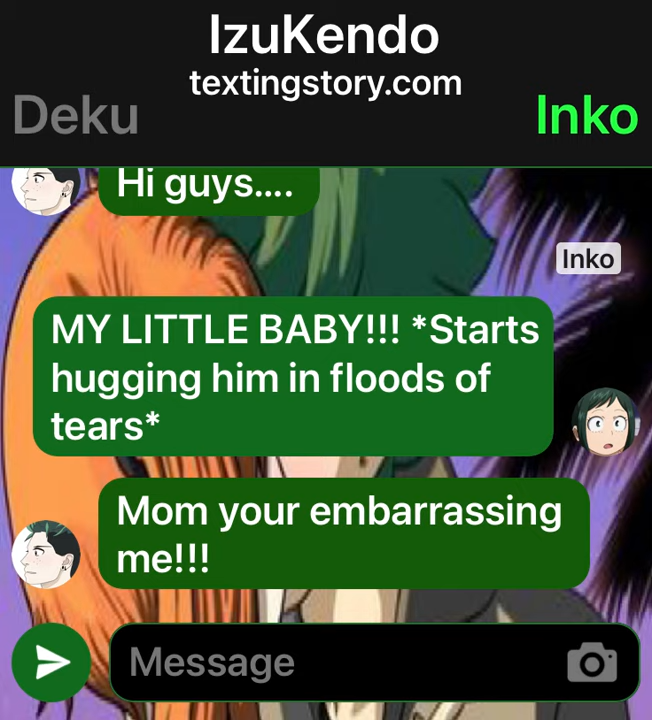 IzuKendo
textingstory.com
Deku
Inko
Hi guys....
Inko
MY LITTLE BABY!!! *Starts
hugging him in floods of
tears*
Mom your embarrassing
me!!!
Message